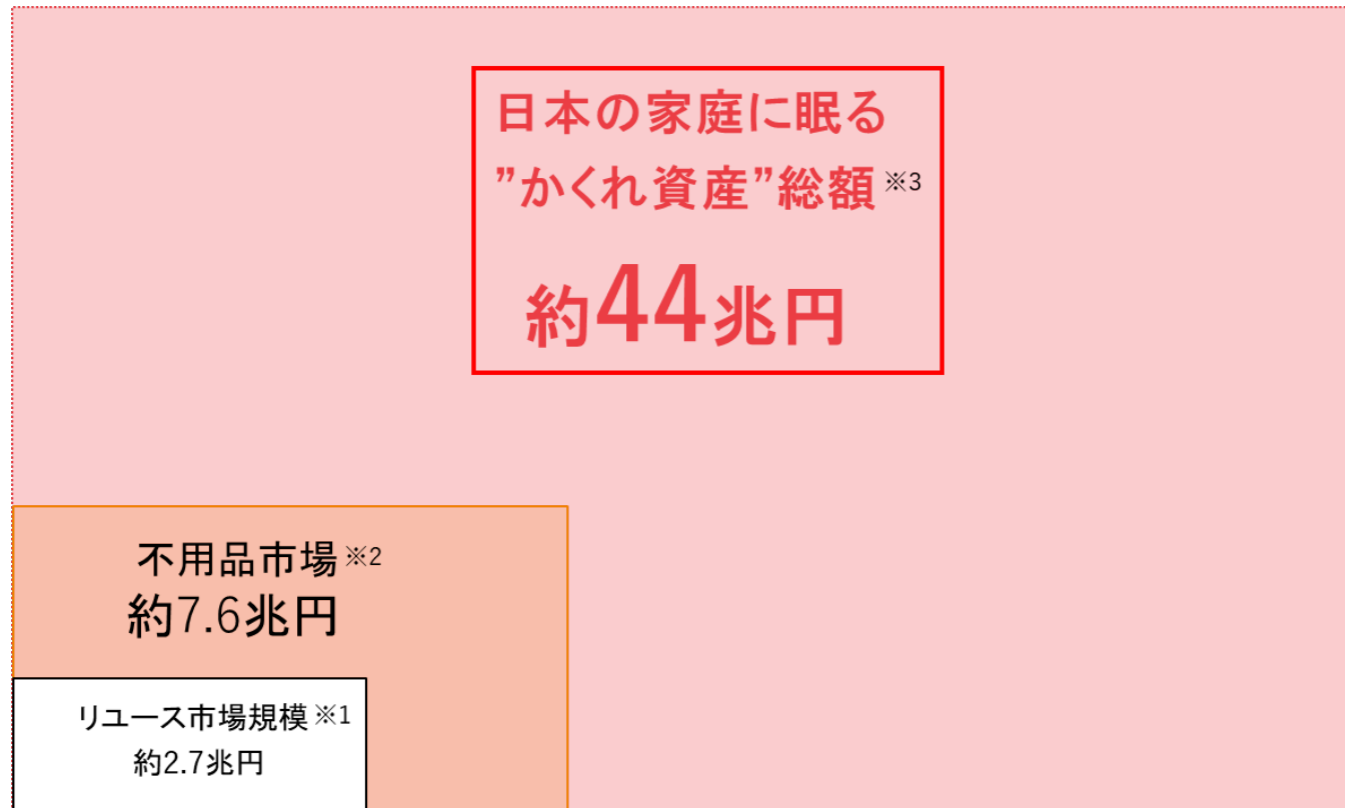 日本の家庭に眠る
”かくれ資産”総額※3
約44兆円
不用品市場※2
約7.6兆円
リユース市場規模※1
約2.7兆円